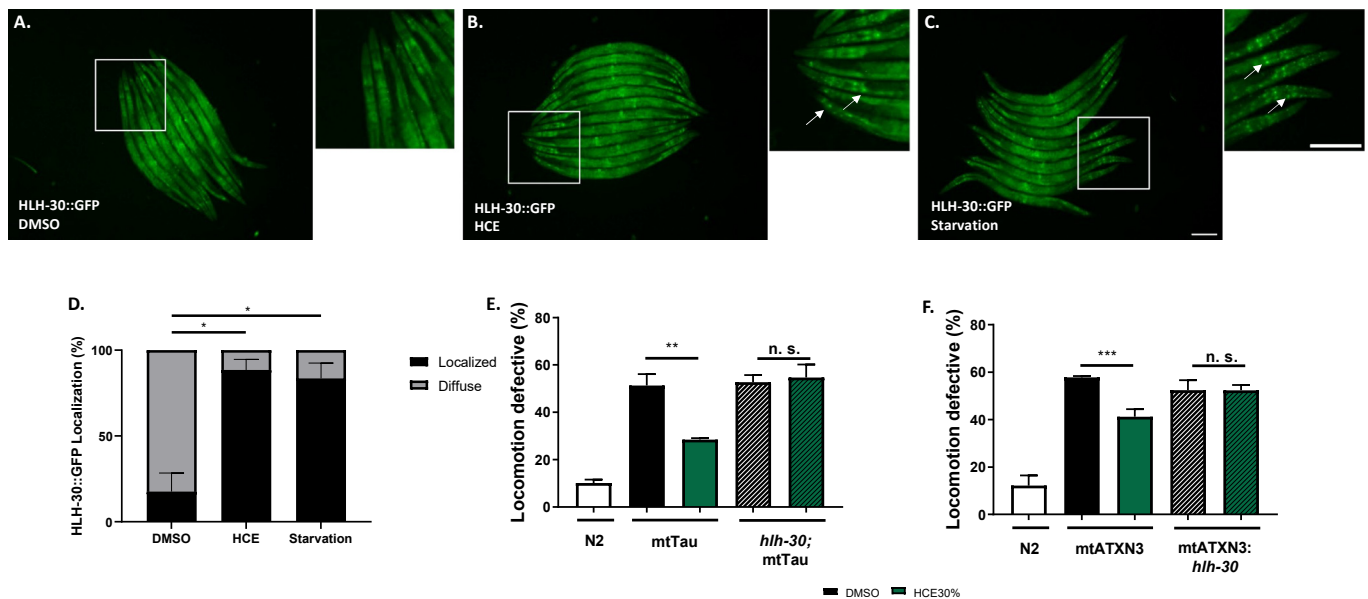 A.
HLH-30::GFP
DMSO
B.
HLH-30::GFP
HCE
C.
HLH-30::GFP
Starvation
D.
HLH-30::GFP Localization (%)
100
50
0
*
*
DMSO HCE Starvation
Localized
Diffuse
E.
Locomotion defective (%)
80
60
40
20
0
**
n. s.
N2 mtTau hlh-30;
mtTau
F.
Locomotion defective (%)
80
60
40
20
0
***
n. s.
N2 mtATXN3 mtATXN3:
hlh-30
DMSO HCE30%